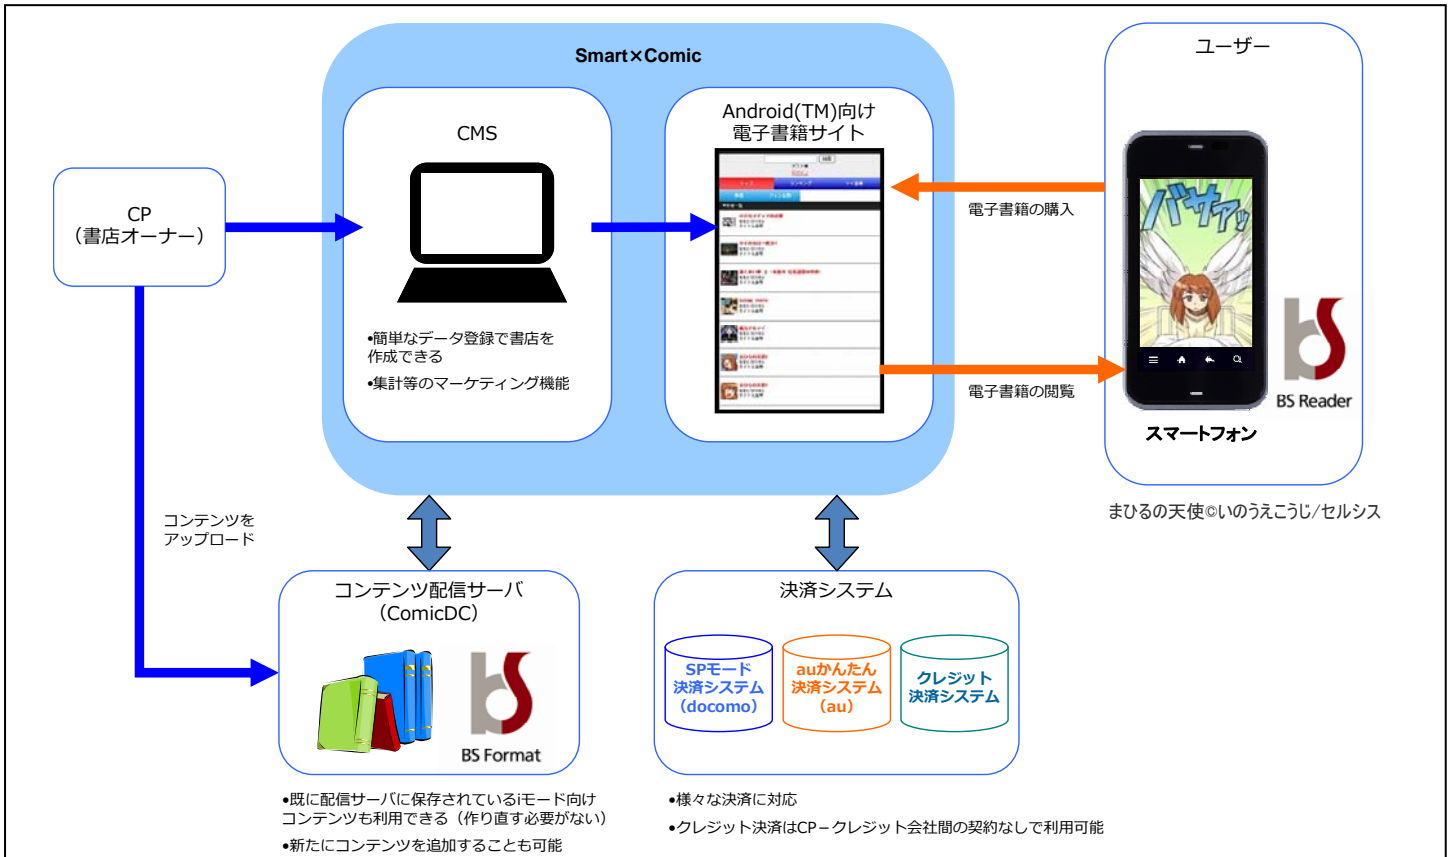 Smart×Comic
ユーザー
CMS
Android(TM)向け
電子書籍サイト
CP
（書店オーナー）
検索
トップ
ランキング
電子書籍の購入
バサアッ
•簡単なデータ登録で書店を
作成できる
•集計等のマーケティング機能
電子書籍の閲覧
BS Reader
スマートフォン
まひるの天使©いのうえこうじ/セルシス
コンテンツを
アップロード
コンテンツ配信サーバ
（ComicDC）
BS Format
決済システム
SPモード
決済システム
（docomo）
auかんたん
決済システム
（au）
クレジット
決済システム
•既に配信サーバに保存されているiモード向け
コンテンツも利用できる（作り直す必要がない）
•新たにコンテンツを追加することも可能
•様々な決済に対応
•クレジット決済はCP－クレジット会社間の契約なしで利用可能